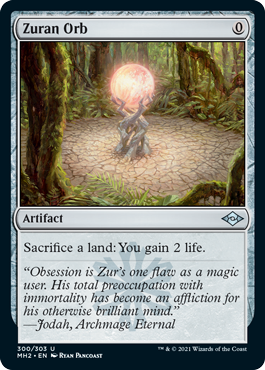 Zuran Orb 0
Artifact
Sacrifice a land: You gain 2 life.
“Obsession is Zur’s one flaw as a magic
user. His total preoccupation with
immortality has become an affliction for
his otherwise brilliant mind.”
—Jodah, Archmage Eternal
300/303 U
MH2 • EN Ryan Pancoast
™ & © 2021 Wizards of the Coast